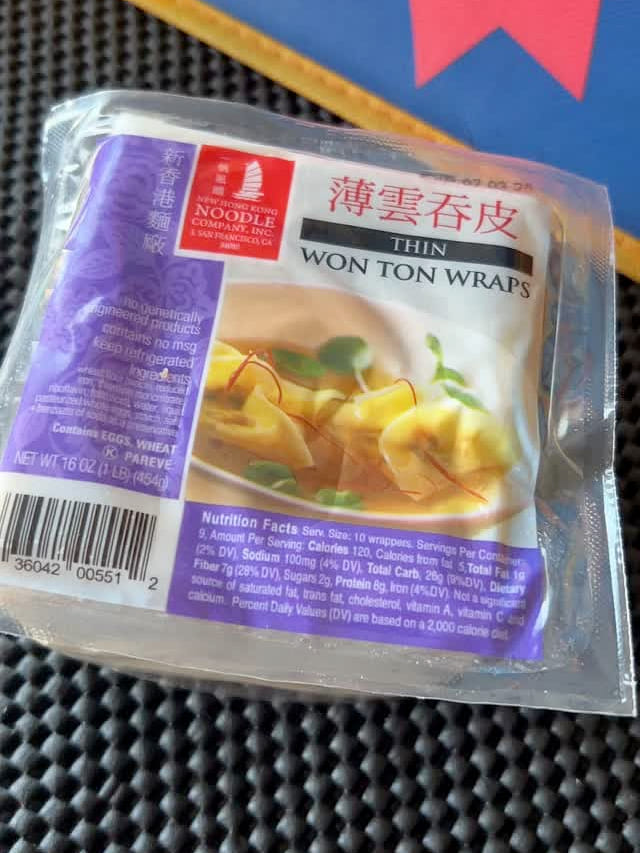 新香港麵廠
NEW HONG KONG
NOODLE
COMPANY, INC.
S. SAN FRANCISCO, CA
94080
薄雲吞皮
THIN
WON TON WRAPS
no genetically
engineered products
contains no msg
keep refrigerated
Ingredients
water,
Contains EGGS, WHEAT
K PAREVE
NET WT 16 OZ (1 LB) (454g)
36042 00551 2
Nutrition Facts Serv. Size: 10 wrappers, Servings Per Container:
9, Amount Per Serving: Calories 120, Calories from fat 5, Total Fat 1g
(2% DV), Sodium 100mg (4% DV), Total Carb. 26g (9%DV), Dietary
Fiber 7g (28% DV), Sugars 2g, Protein 8g, Iron (4%DV). Not a significant
source of saturated fat, trans fat, cholesterol, vitamin A, vitamin C and
calcium. Percent Daily Values (DV) are based on a 2,000 calorie diet.